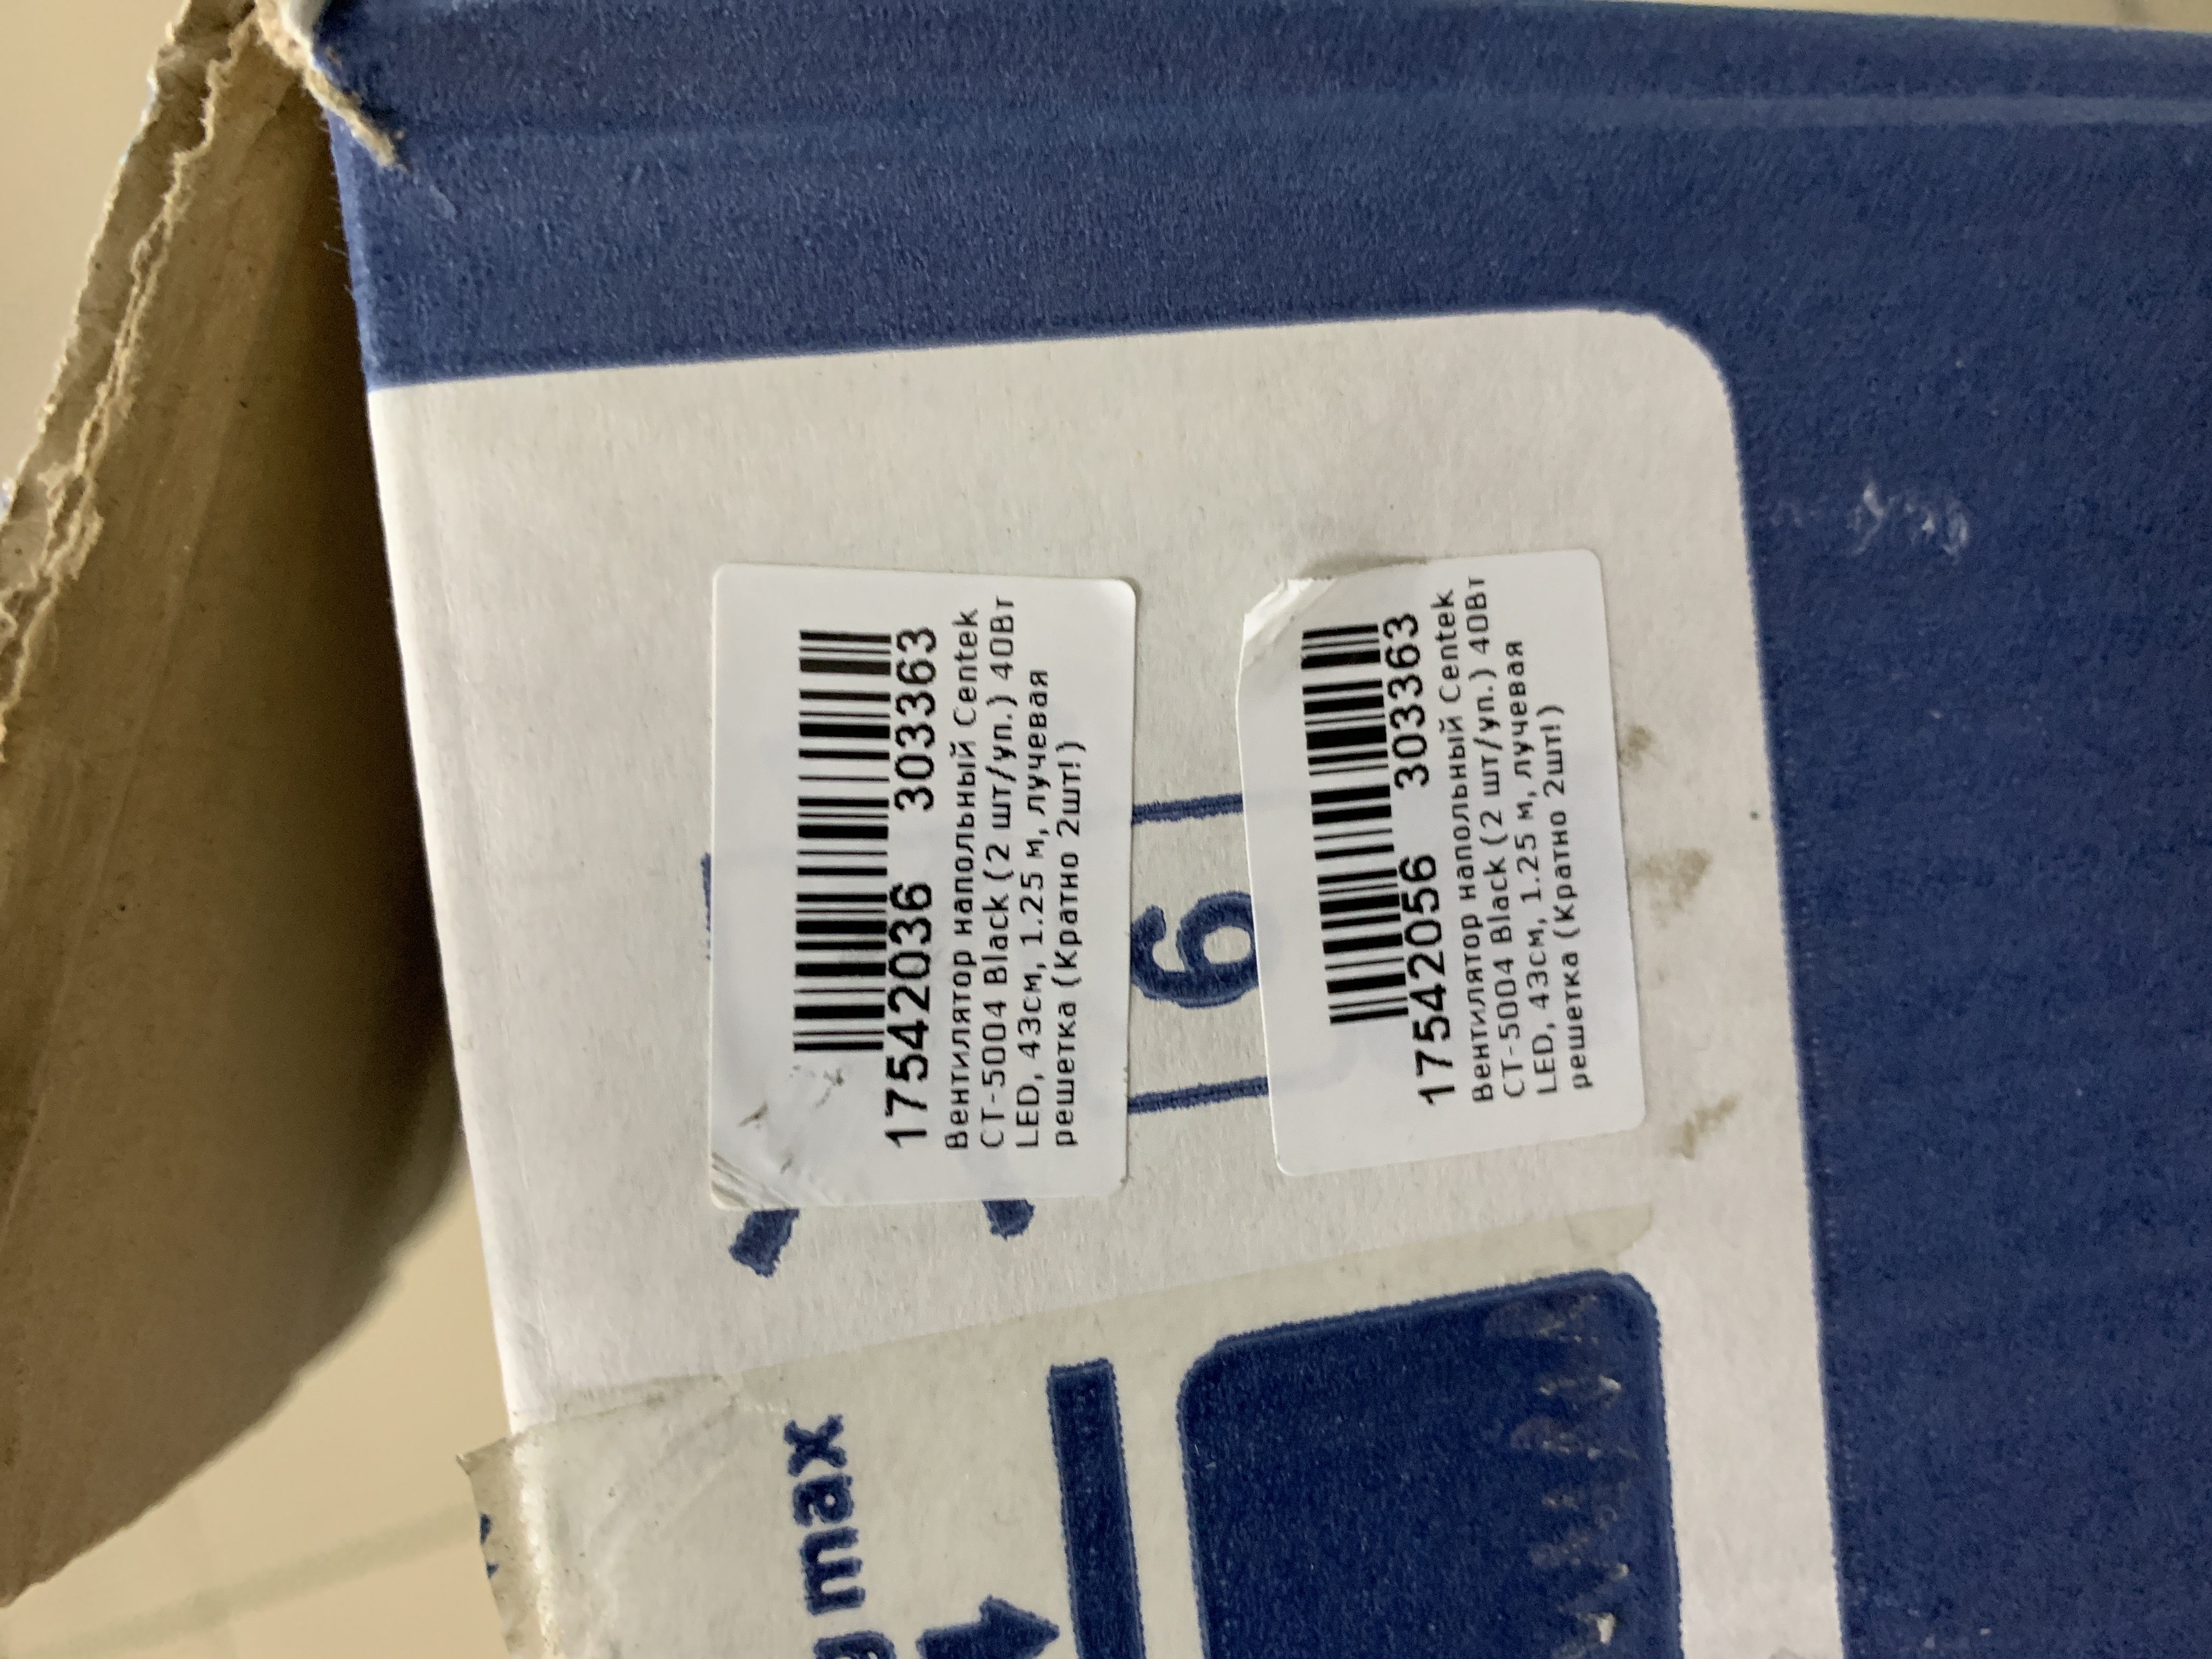 17542036 303363
Вентилятор напольный Centek
CT-5004 Black (2 шт/уп.) 40Вт
LED, 43см, 1.25 м, лучевая
решетка (Кратно 2шт!)
6
17542056 303363
Вентилятор напольный Centek
CT-5004 Black (2 шт/уп.) 40Вт
LED, 43см, 1.25 м, лучевая
решетка (Кратно 2шт!)
max